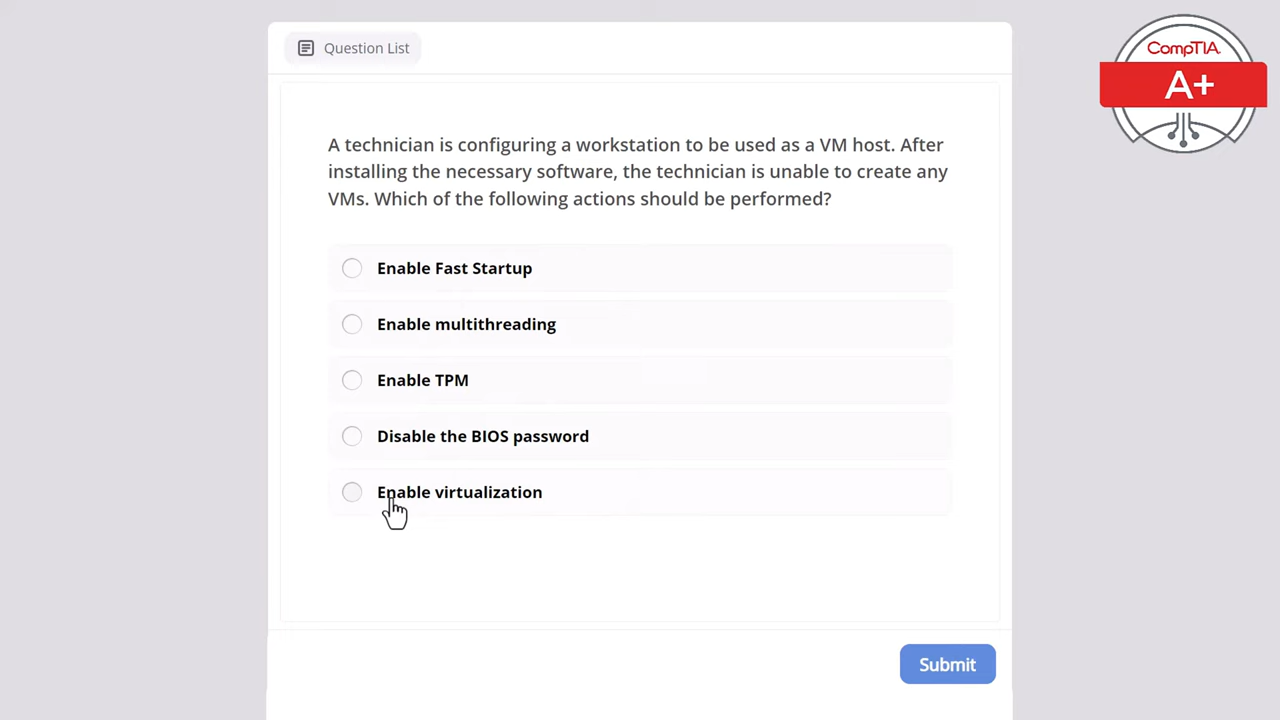 Question List
CompTIA.
A+
A technician is configuring a workstation to be used as a VM host. After
installing the necessary software, the technician is unable to create any
VMs. Which of the following actions should be performed?
Enable Fast Startup
Enable multithreading
Enable TPM
Disable the BIOS password
Enable virtualization
Submit